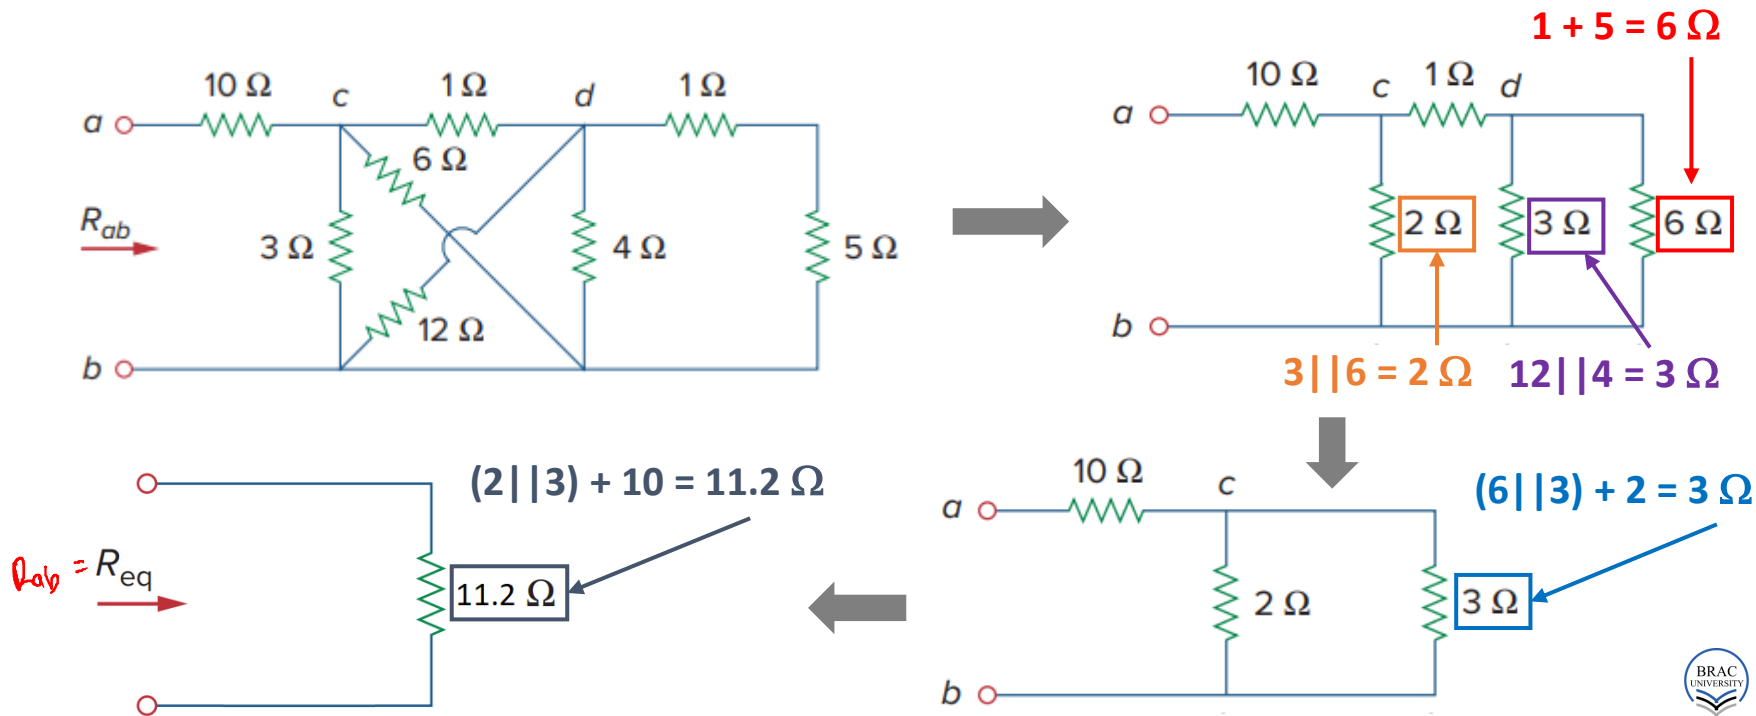 10 Ω c 1 Ω d 1 Ω
a
6 Ω
R_ab
3 Ω 4 Ω 5 Ω
12 Ω
b
1 + 5 = 6 Ω
10 Ω c 1 Ω d
a
2 Ω 3 Ω 6 Ω
b
3||6 = 2 Ω 12||4 = 3 Ω
10 Ω c
a
(6||3) + 2 = 3 Ω
2 Ω 3 Ω
b
(2||3) + 10 = 11.2 Ω
R_ab = R_eq
11.2 Ω
BRAC
UNIVERSITY